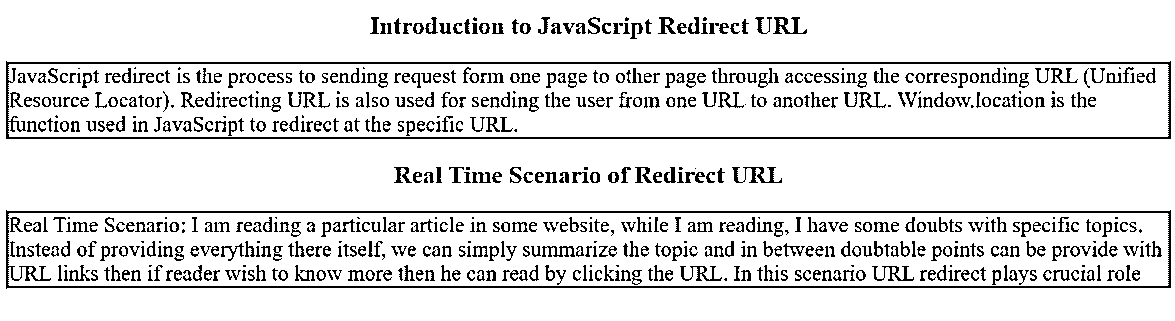 Introduction to JavaScript Redirect URL
JavaScript redirect is the process to sending request form one page to other page through accessing the corresponding URL (Unified
Resource Locator). Redirecting URL is also used for sending the user from one URL to another URL. Window.location is the
function used in JavaScript to redirect at the specific URL.
Real Time Scenario of Redirect URL
Real Time Scenario: I am reading a particular article in some website, while I am reading, I have some doubts with specific topics.
Instead of providing everything there itself, we can simply summarize the topic and in between doubtable points can be provide with
URL links then if reader wish to know more then he can read by clicking the URL. In this scenario URL redirect plays crucial role